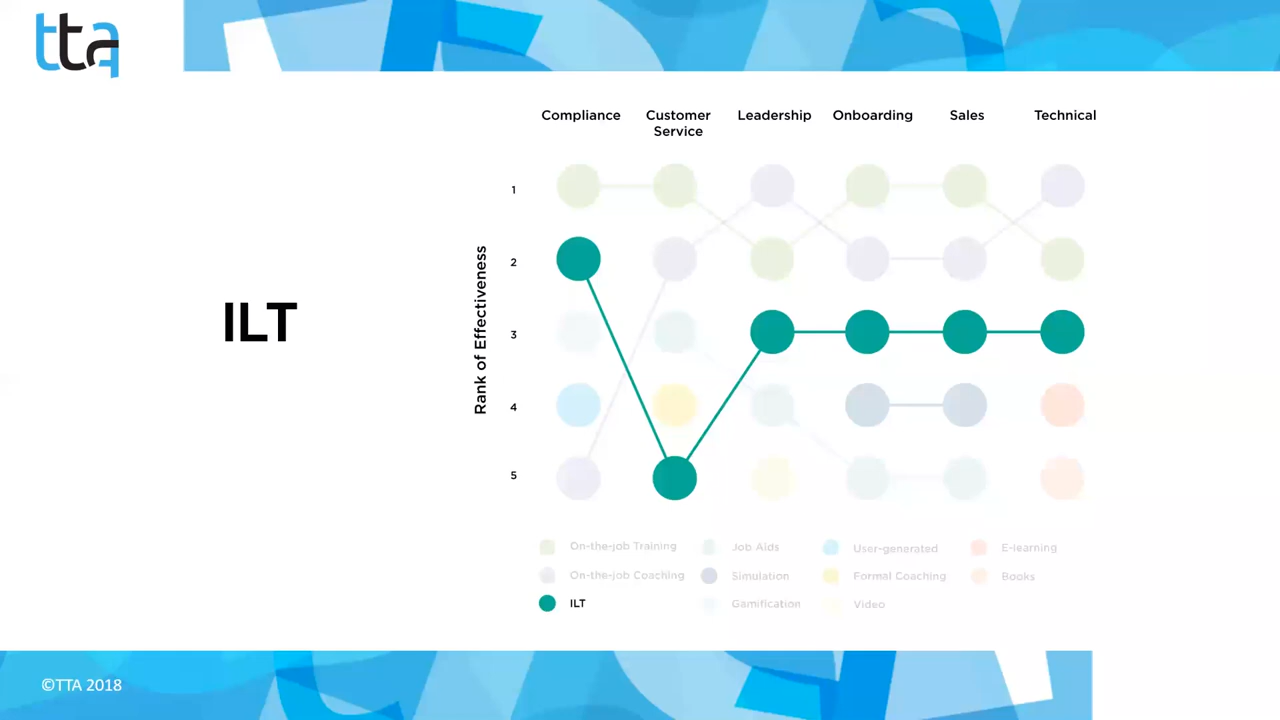 tta
Compliance
Customer
Service
Leadership
Onboarding
Sales
Technical
1
2
3
4
5
Rank of Effectiveness
ILT
On-the-job Training
Job Aids
User-generated
E-learning
On-the-job Coaching
Simulation
Formal Coaching
Books
ILT
Gamification
Video
©TTA 2018